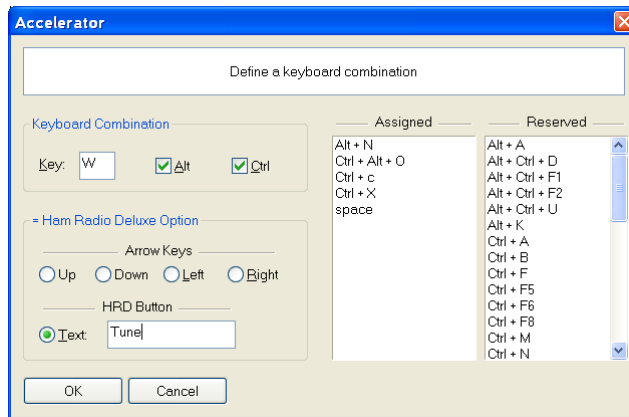 Accelerator
Define a keyboard combination
Keyboard Combination
Key: W Alt Ctrl
= Ham Radio Deluxe Option
Arrow Keys
Up Down Left Right
HRD Button
Text: Tune
OK Cancel
Assigned
Alt + N
Ctrl + Alt + O
Ctrl + c
Ctrl + X
space
Reserved
Alt + A
Alt + Ctrl + D
Alt + Ctrl + F1
Alt + Ctrl + F2
Alt + Ctrl + U
Alt + K
Ctrl + A
Ctrl + B
Ctrl + F
Ctrl + F5
Ctrl + F6
Ctrl + F8
Ctrl + M
Ctrl + N